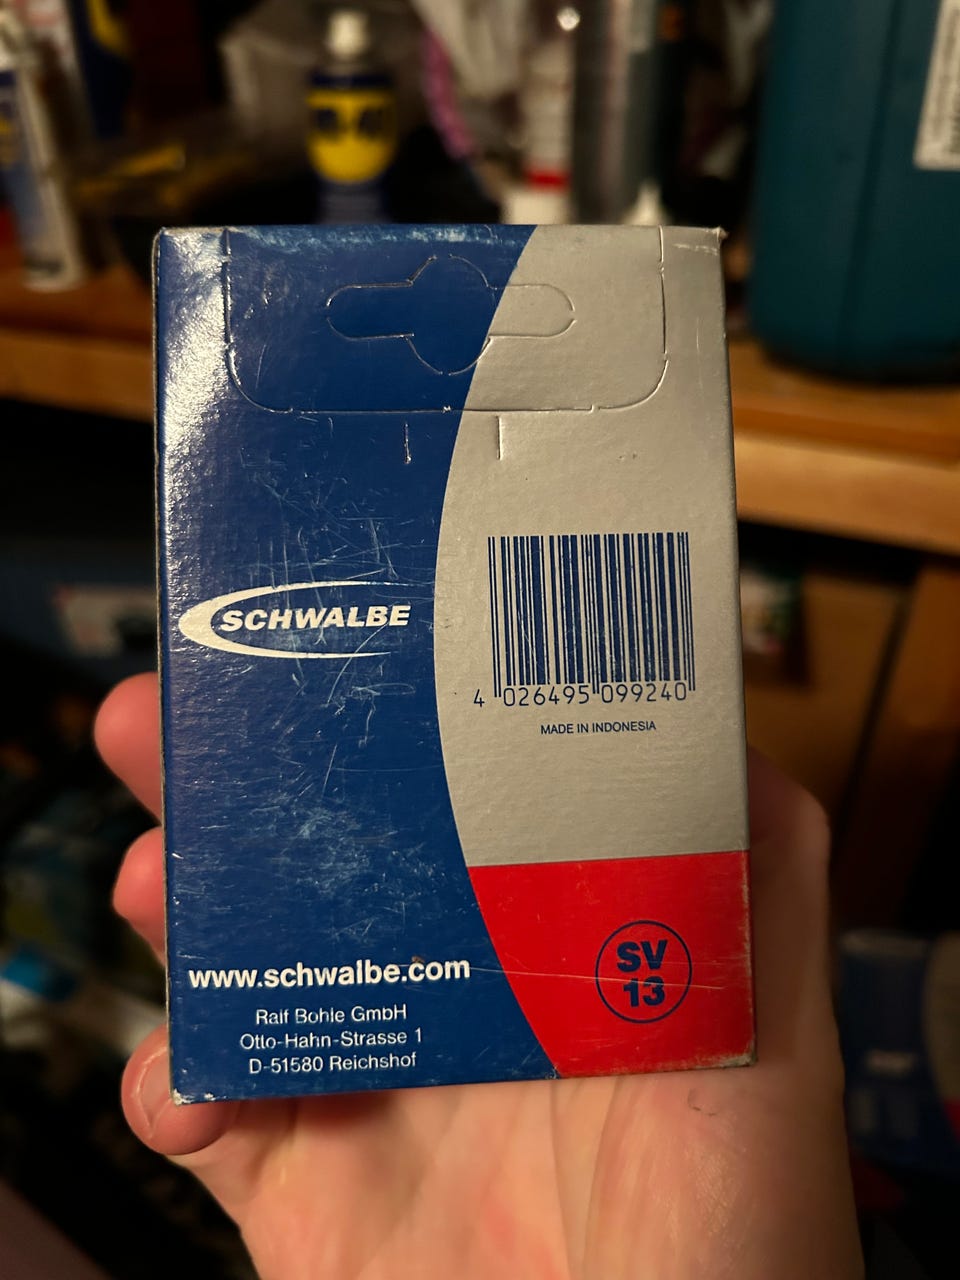 SCHWALBE
4 026495 099240
MADE IN INDONESIA
SV
13
www.schwalbe.com
Ralf Bohle GmbH
Otto-Hahn-Strasse 1
D-51580 Reichshof